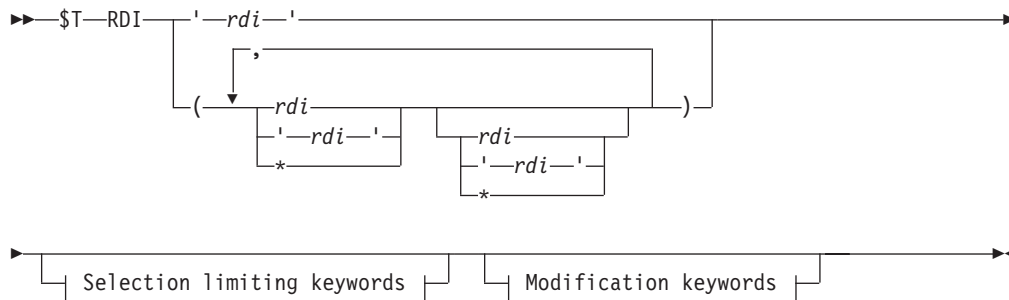 $T RDI ' rdi '
,
( rdi )
' rdi ' rdi
* ' rdi '
*
Selection limiting keywords Modification keywords